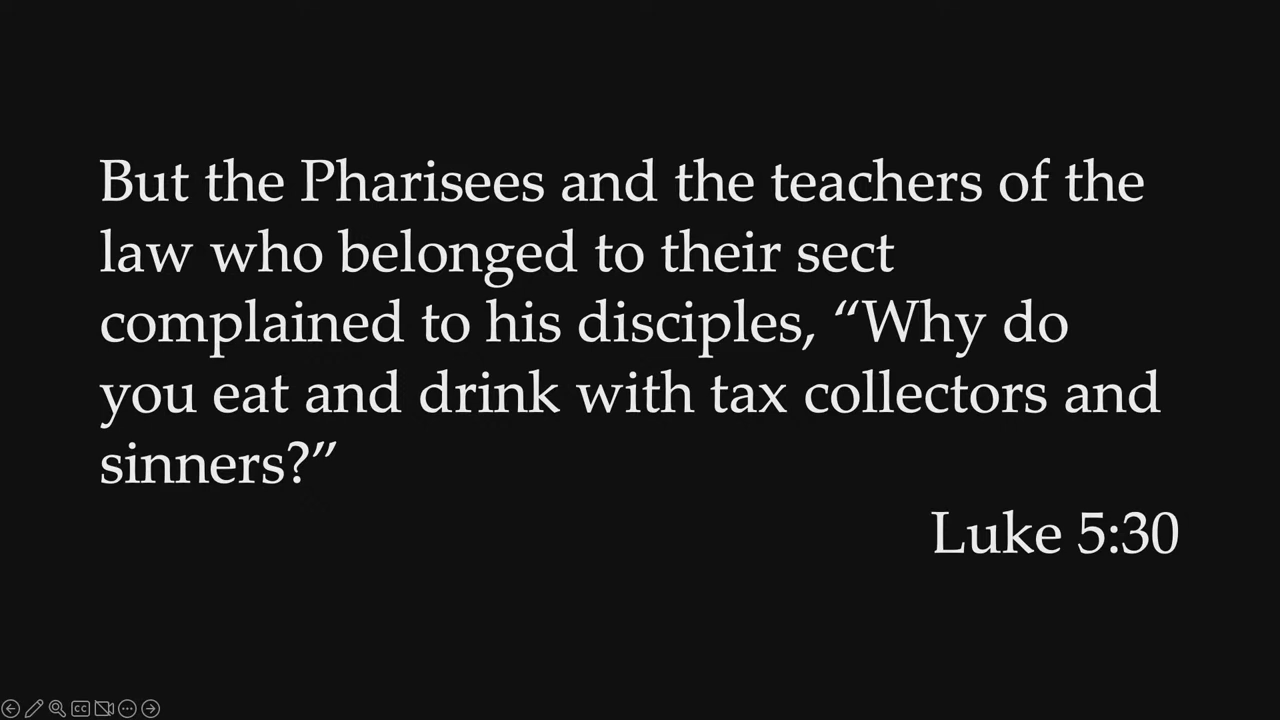 But the Pharisees and the teachers of the
law who belonged to their sect
complained to his disciples, “Why do
you eat and drink with tax collectors and
sinners?”
Luke 5:30
CC